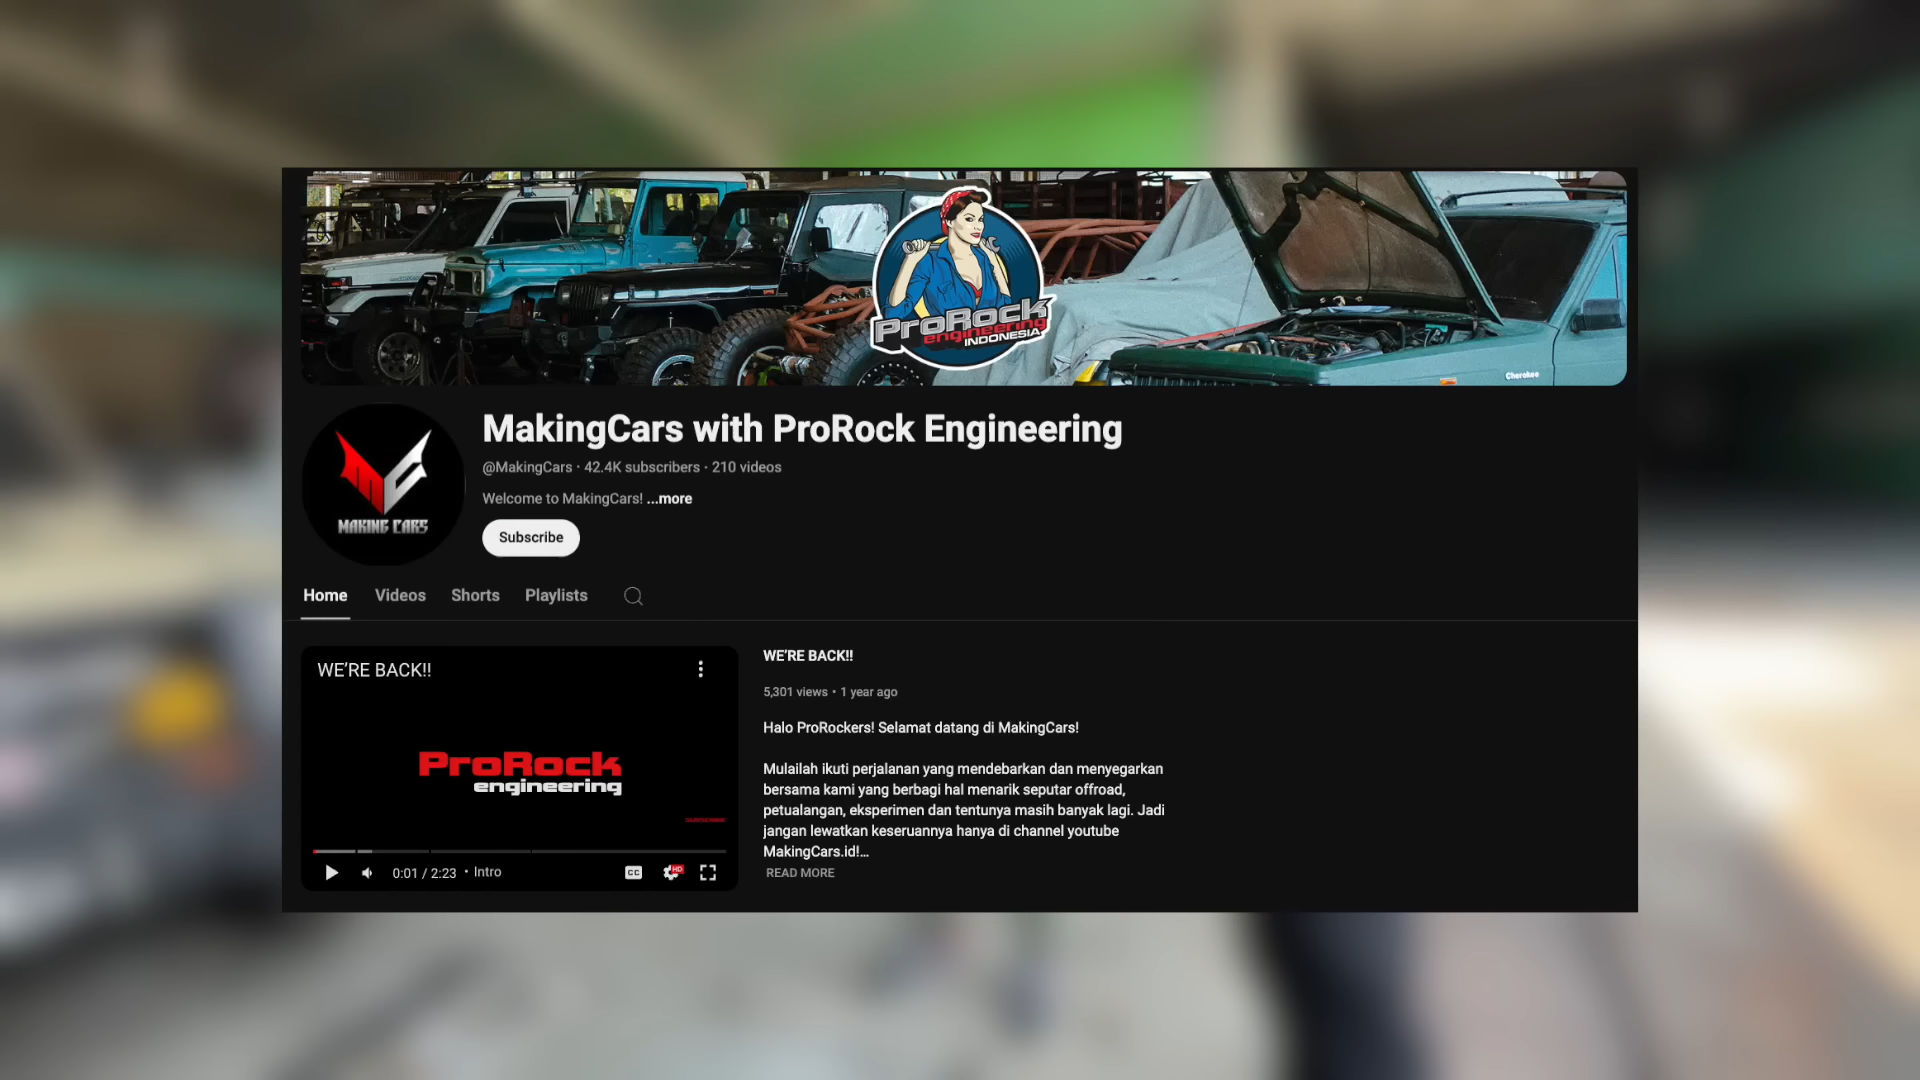 ProRock
engineering
INDONESIA
Cherokee
MakingCars with ProRock Engineering
@MakingCars · 42.4K subscribers · 210 videos
Welcome to MakingCars! ...more
MAKING CARS
Subscribe
Home Videos Shorts Playlists
WE’RE BACK!!
ProRock
engineering
0:01 / 2:23 • Intro
CC
HD
WE’RE BACK!!
5,301 views • 1 year ago
Halo ProRockers! Selamat datang di MakingCars!
Mulailah ikuti perjalanan yang mendebarkan dan menyegarkan
bersama kami yang berbagi hal menarik seputar offroad,
petualangan, eksperimen dan tentunya masih banyak lagi. Jadi
jangan lewatkan keseruannya hanya di channel youtube
MakingCars.id!...
READ MORE